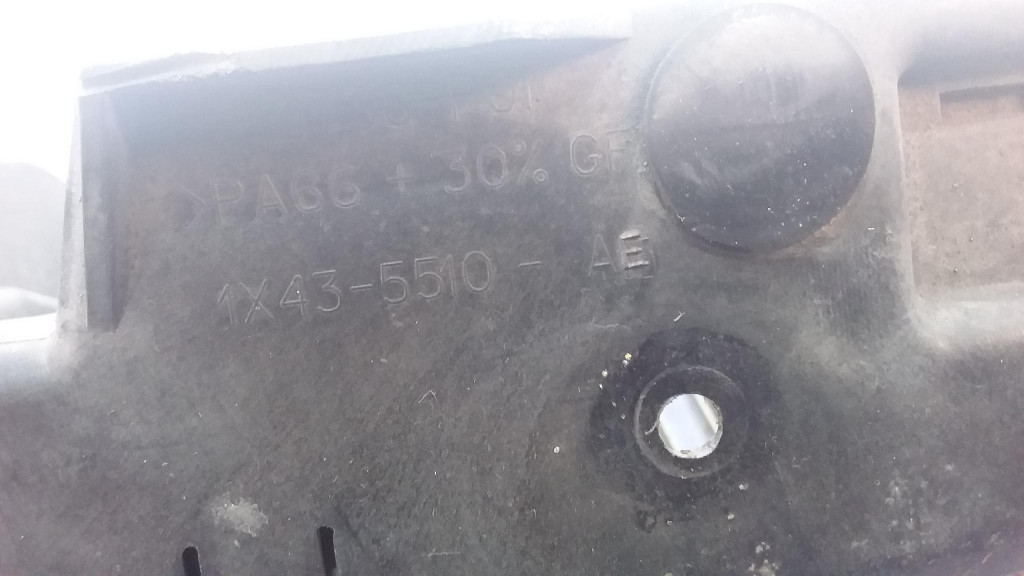 >PA66 + 30% GF
1X43-5510 - AE